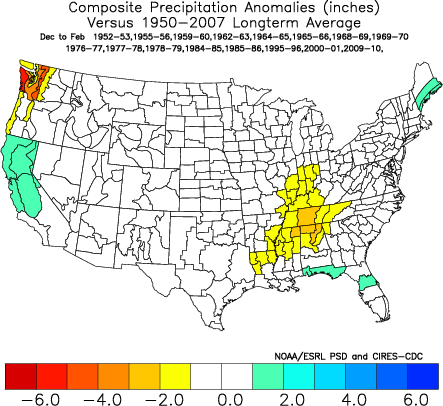 Composite Precipitation Anomalies (inches)
Versus 1950-2007 Longterm Average
Dec to Feb 1952-53,1955-56,1959-60,1962-63,1964-65,1965-66,1968-69,1969-70
1976-77,1977-78,1978-79,1984-85,1985-86,1995-96,2000-01,2009-10,
NOAA/ESRL PSD and CIRES-CDC
-6.0 -4.0 -2.0 0.0 2.0 4.0 6.0